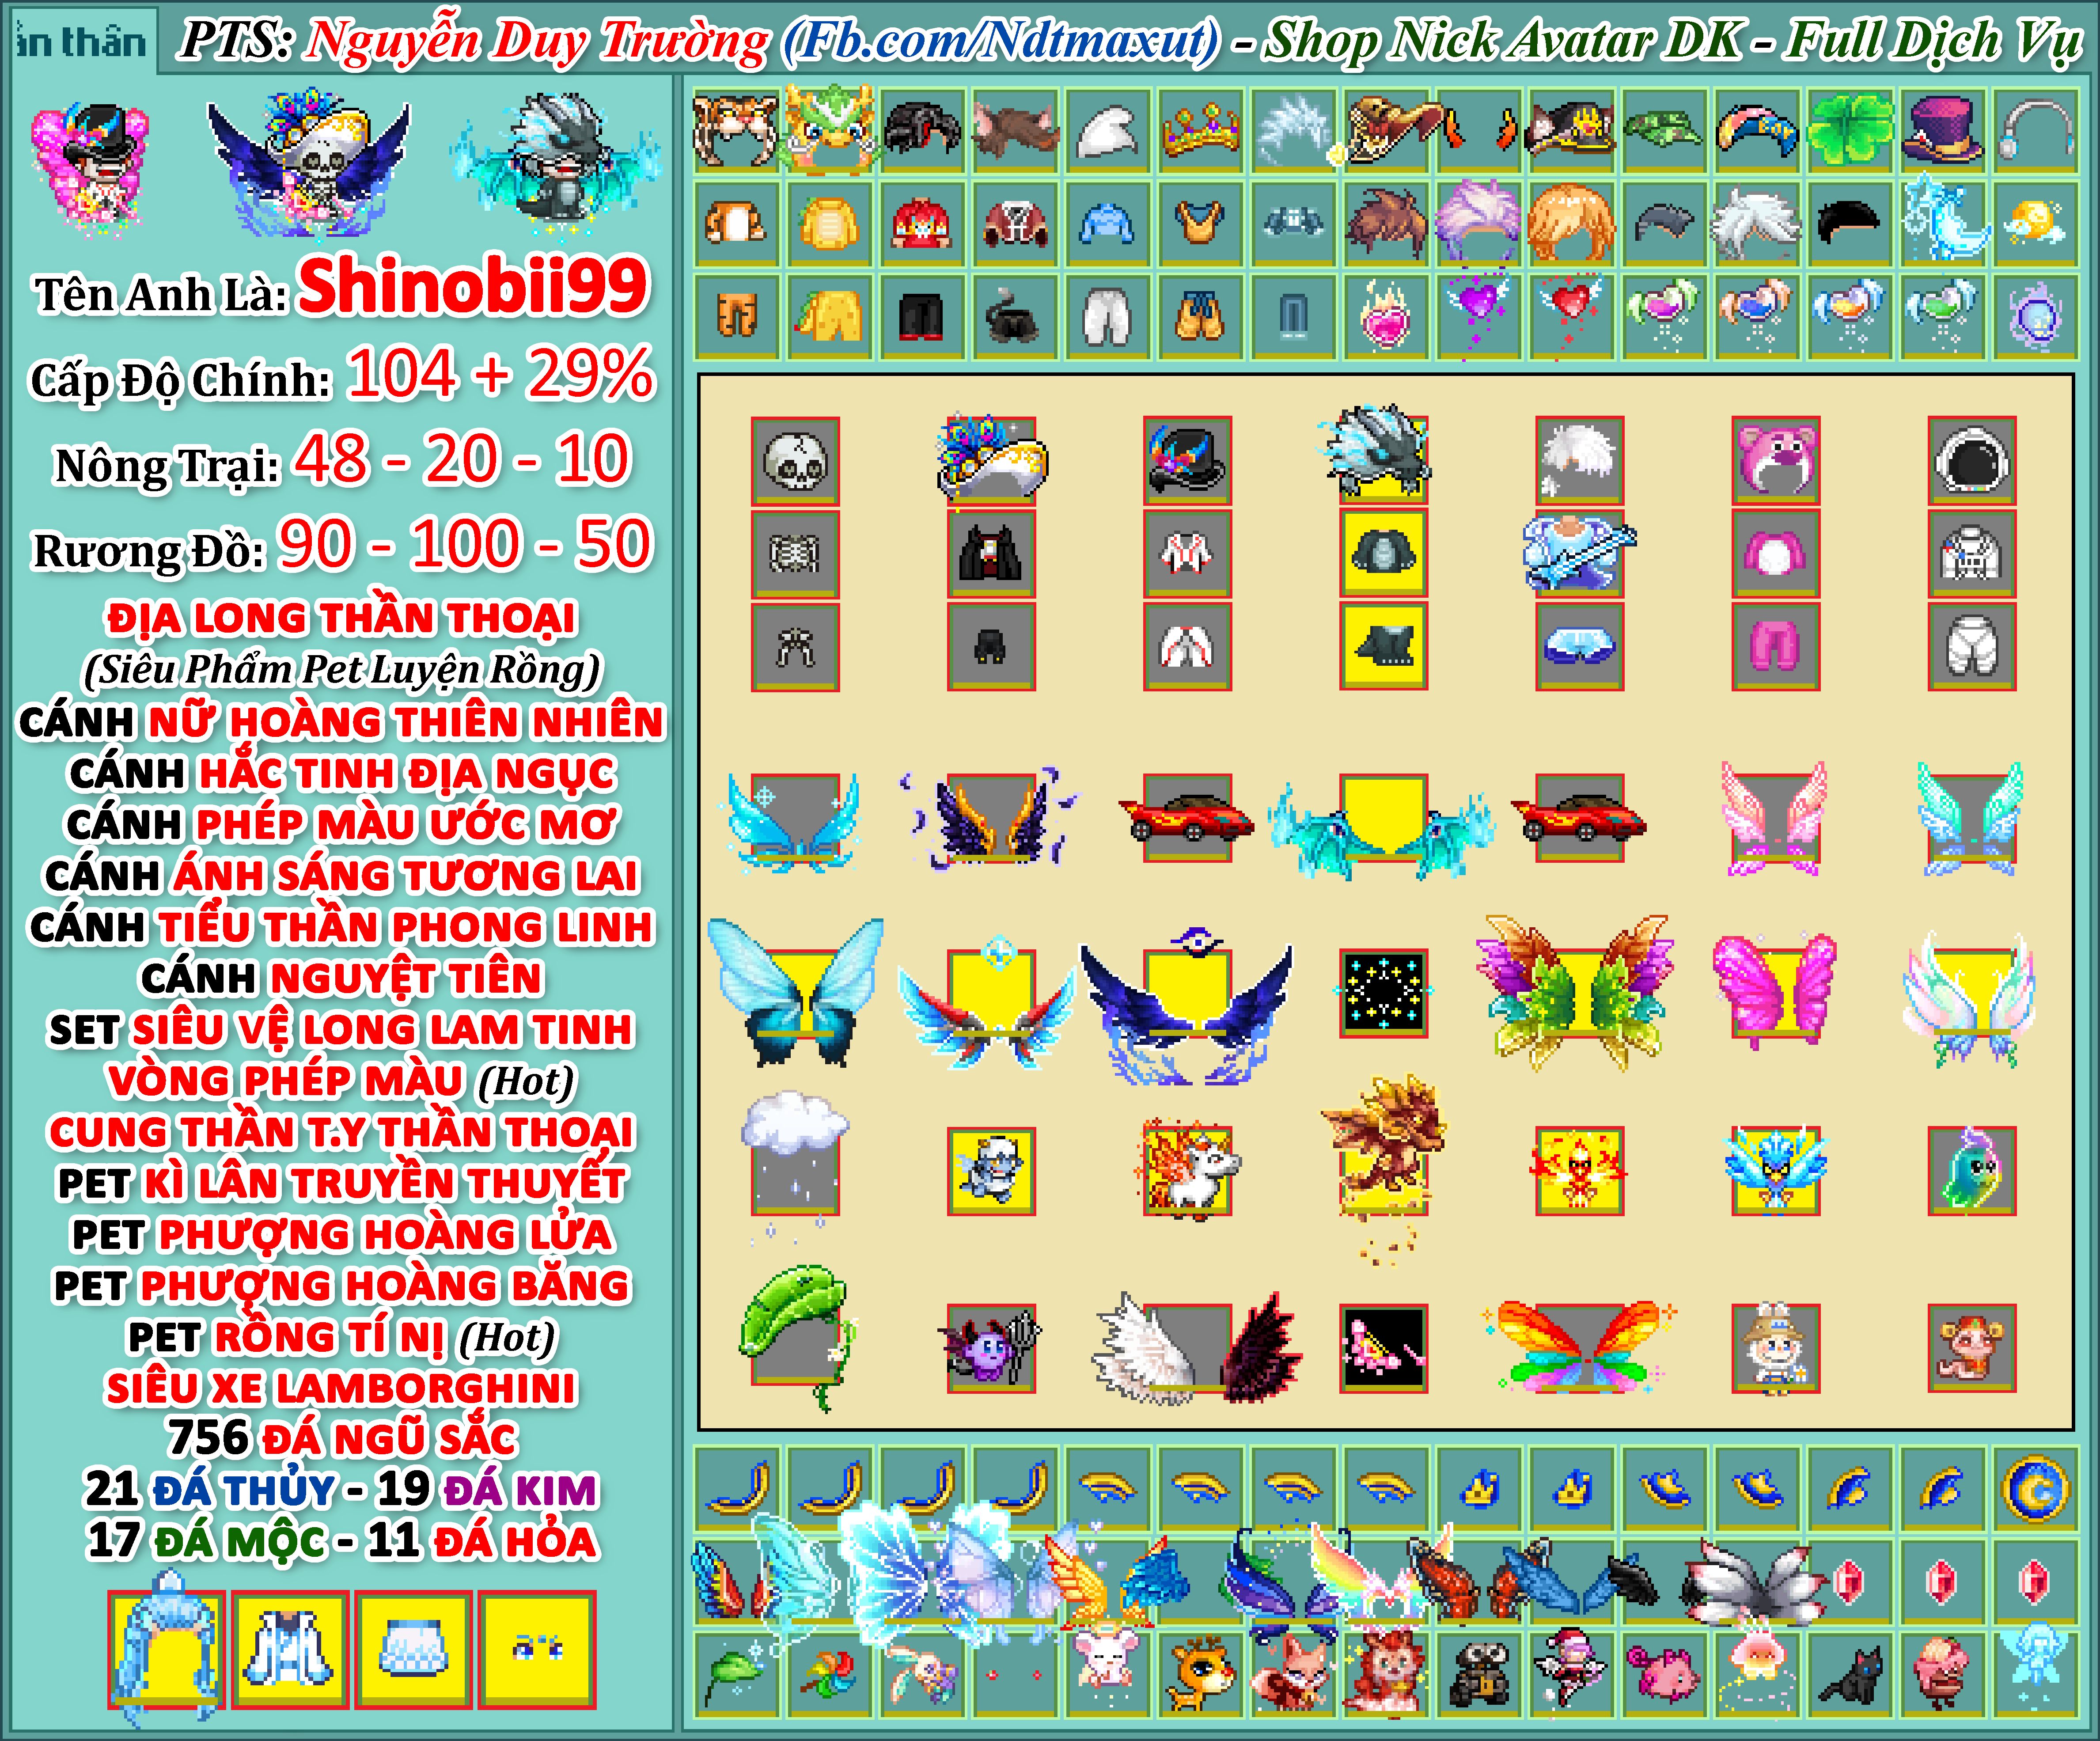 ần thân
PTS: Nguyễn Duy Trường (Fb.com/Ndtmaxut) - Shop Nick Avatar DK - Full Dịch Vụ
Tên Anh Là: Shinobii99
Cấp Độ Chính: 104 + 29%
Nông Trại: 48 - 20 - 10
Rương Đồ: 90 - 100 - 50
ĐỊA LONG THẦN THOẠI
(Siêu Phẩm Pet Luyện Rồng)
CÁNH NỮ HOÀNG THIÊN NHIÊN
CÁNH HẮC TINH ĐỊA NGỤC
CÁNH PHÉP MÀU ƯỚC MƠ
CÁNH ÁNH SÁNG TƯƠNG LAI
CÁNH TIỂU THẦN PHONG LINH
CÁNH NGUYỆT TIÊN
SET SIÊU VỆ LONG LAM TINH
VÒNG PHÉP MÀU (Hot)
CUNG THẦN T.Y THẦN THOẠI
PET KÌ LÂN TRUYỀN THUYẾT
PET PHƯỢNG HOÀNG LỬA
PET PHƯỢNG HOÀNG BĂNG
PET RỒNG TÍ NỊ (Hot)
SIÊU XE LAMBORGHINI
756 ĐÁ NGŨ SẮC
21 ĐÁ THỦY - 19 ĐÁ KIM
17 ĐÁ MỘC - 11 ĐÁ HỎA
C